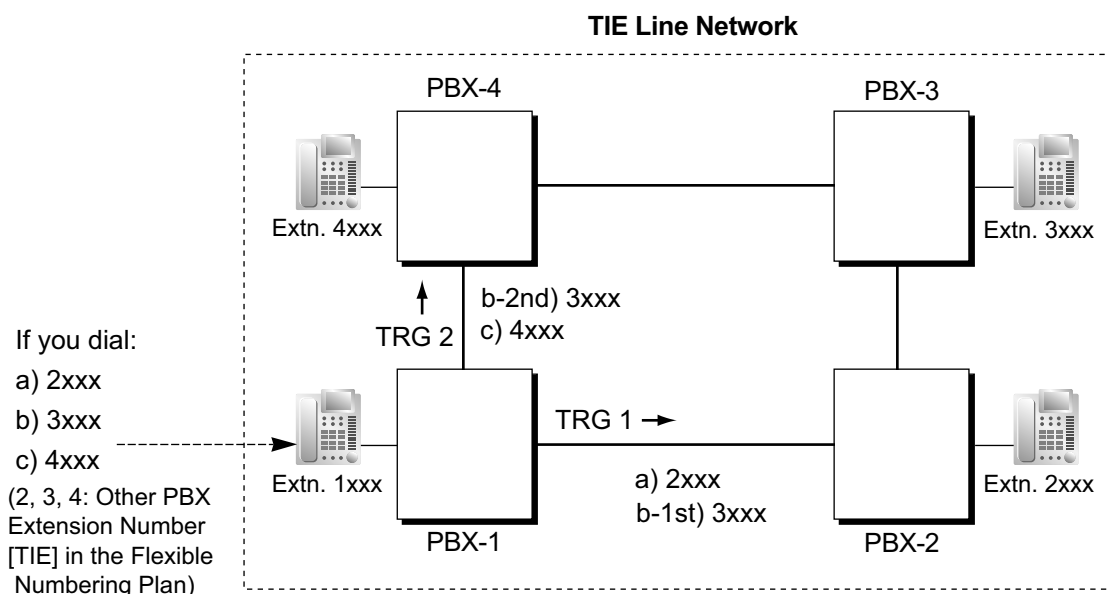 TIE Line Network
PBX-4
PBX-3
Extn. 4xxx
Extn. 3xxx
b-2nd) 3xxx
TRG 2
c) 4xxx
If you dial:
a) 2xxx
b) 3xxx
c) 4xxx
(2, 3, 4: Other PBX
Extension Number
[TIE] in the Flexible
Numbering Plan)
TRG 1
Extn. 1xxx
a) 2xxx
b-1st) 3xxx
Extn. 2xxx
PBX-1
PBX-2